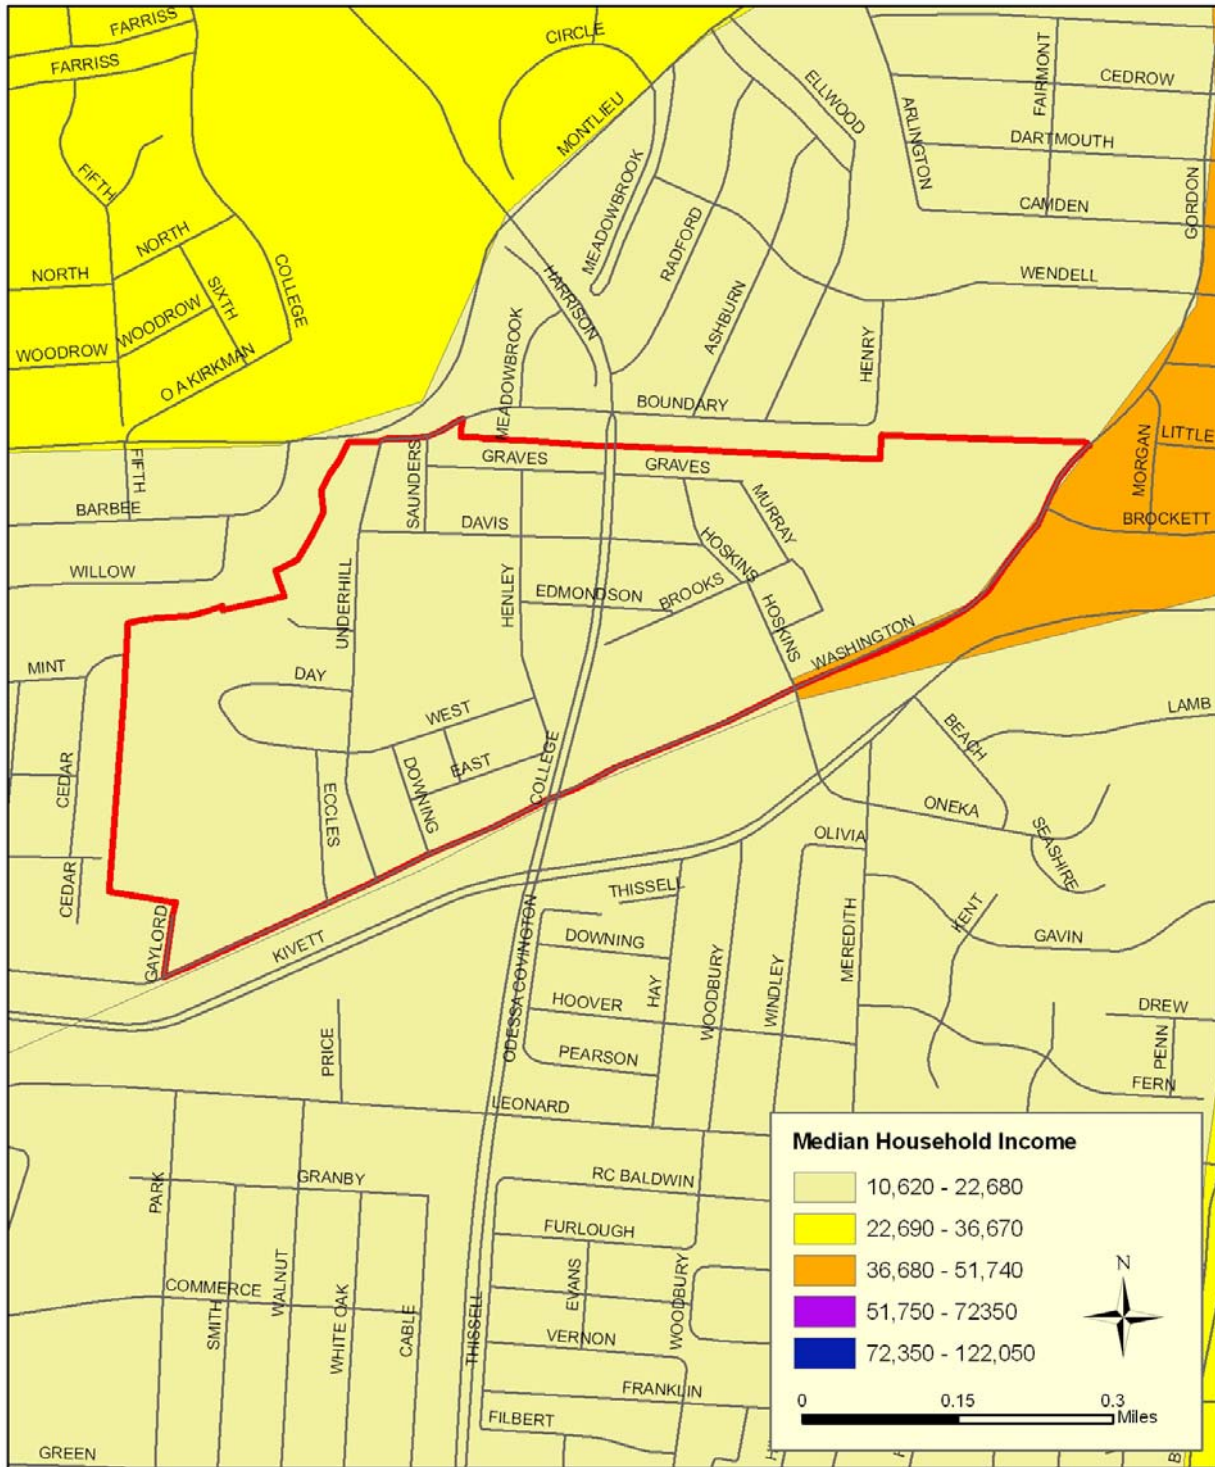 FARRISS
FARRISS
CIRCLE
MONTLIEU
ELLWOOD
FAIRMONT
CEDROW
ARLINGTON
DARTMOUTH
FIFTH
MEADOWBROOK
RADFORD
CAMDEN
GORDON
NORTH
NORTH
SIXTH
COLLEGE
HARRISON
WENDELL
ASHBURN
WOODROW
WOODROW
O A KIRKMAN
MEADOWBROOK
HENRY
BOUNDARY
FIFTH
SAUNDERS
GRAVES
GRAVES
MORGAN
LITTLE
BARBEE
DAVIS
MURRAY
BROCKETT
HOSKINS
WILLOW
UNDERHILL
HENLEY
EDMONDSON
BROOKS
HOSKINS
WASHINGTON
MINT
DAY
WEST
LAMB
BEACH
CEDAR
ECCLES
DOWNING
EAST
COLLEGE
ONEKA
OLIVIA
SEASHIRE
CEDAR
THISSELL
GAYLORD
KIVETT
ODESSA COVINGTON
DOWNING
HAY
WOODBURY
WINDLEY
MEREDITH
KENT
GAVIN
HOOVER
DREW
PRICE
PEARSON
PENN
FERN
LEONARD
PARK
GRANBY
RC BALDWIN
FURLOUGH
WALNUT
EVANS
WOODBURY
COMMERCE
SMITH
WHITE OAK
CABLE
THISSELL
VERNON
FRANKLIN
FILBERT
GREEN
Median Household Income
10,620 - 22,680
22,690 - 36,670
36,680 - 51,740
51,750 - 72350
72,350 - 122,050
N
0 0.15 0.3
Miles